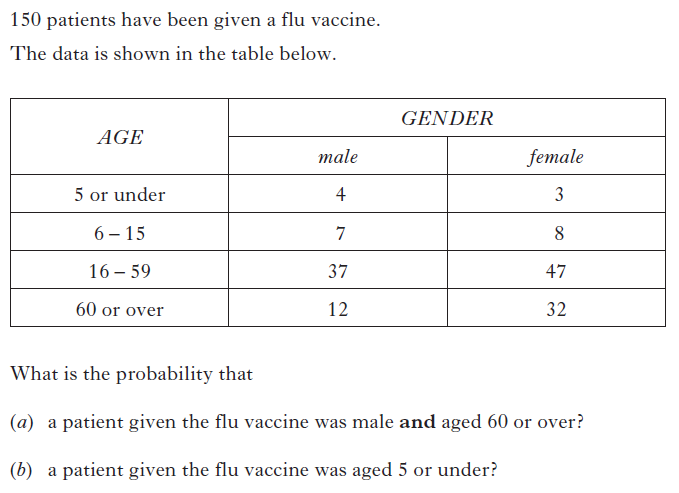 150 patients have been given a flu vaccine.
The data is shown in the table below.
AGE GENDER
male female
5 or under 4 3
6 – 15 7 8
16 – 59 37 47
60 or over 12 32
What is the probability that
(a) a patient given the flu vaccine was male and aged 60 or over?
(b) a patient given the flu vaccine was aged 5 or under?